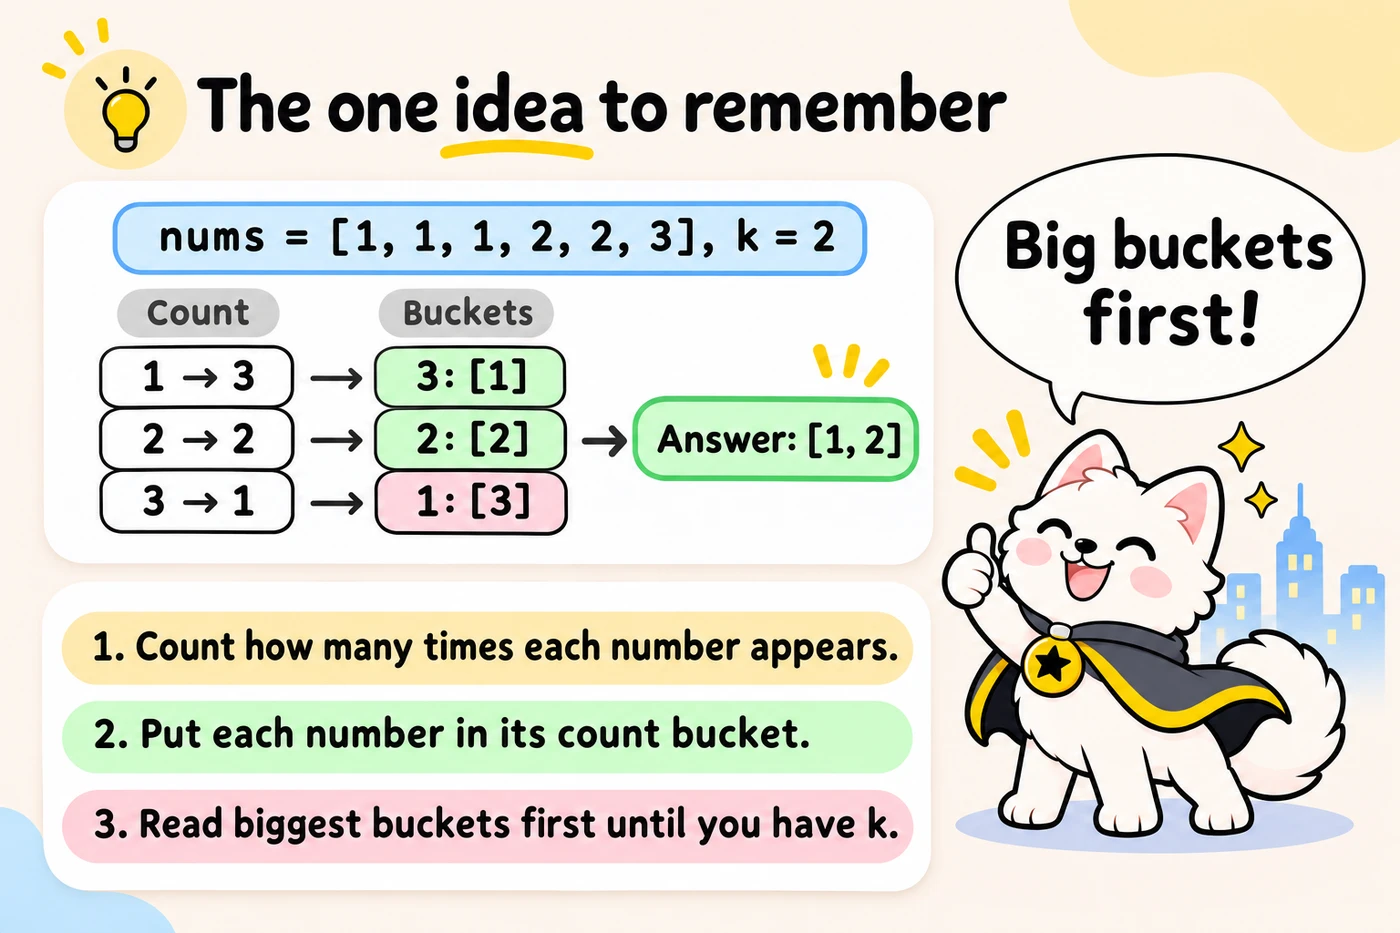 The one idea to remember
nums = [1, 1, 1, 2, 2, 3], k = 2
Count
Buckets
1 → 3
3: [1]
2 → 2
2: [2]
3 → 1
1: [3]
Answer: [1, 2]
Big buckets
first!
1. Count how many times each number appears.
2. Put each number in its count bucket.
3. Read biggest buckets first until you have k.